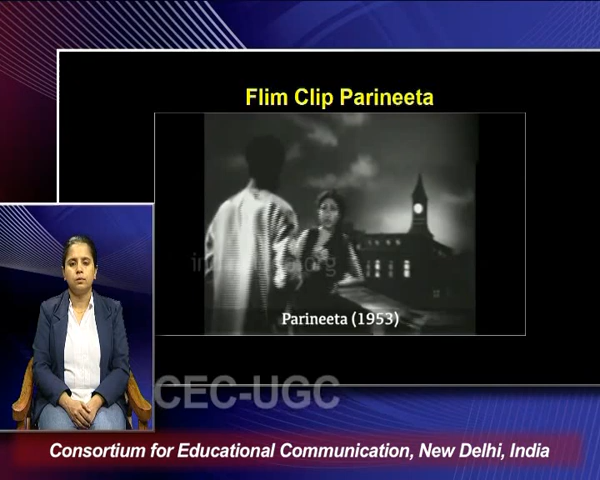 Flim Clip Parineeta
Parineeta (1953)
CEC-UGC
Consortium for Educational Communication, New Delhi, India